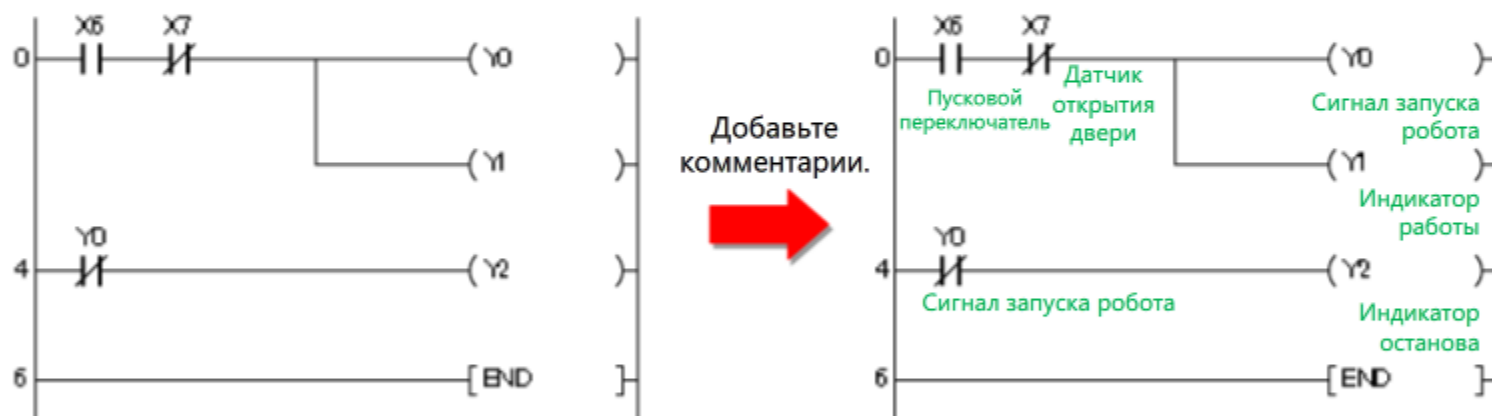 X6 X7
0 Y0
Y1
Y0
4 Y2
6 END
Добавьте
комментарии.
X6 X7
0 Y0
Пусковой
переключатель
Датчик
открытия
двери
Сигнал запуска
робота
Y1
Индикатор
работы
Y0
4 Y2
Сигнал запуска робота
Индикатор
останова
6 END